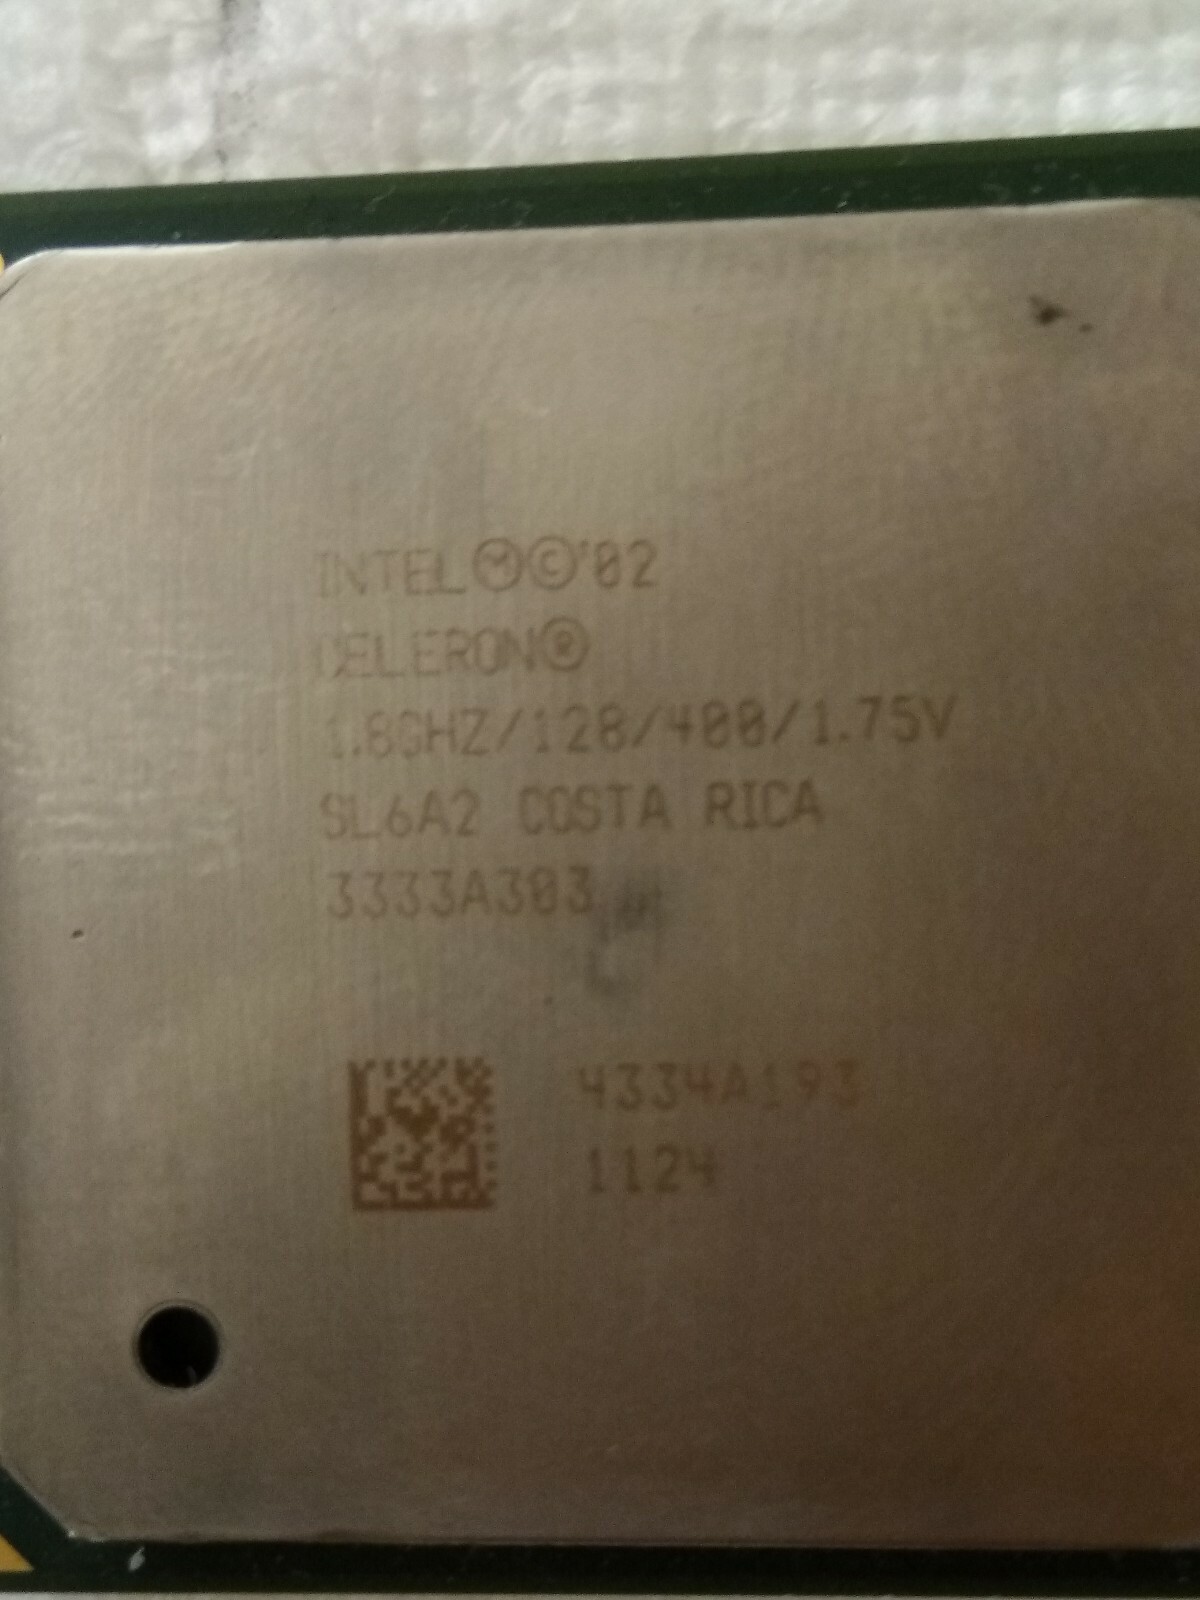 INTEL Ⓜ©'02
CELERON®
1.8GHZ/128/400/1.75V
SL6A2 COSTA RICA
3333A303
4334A193
1124